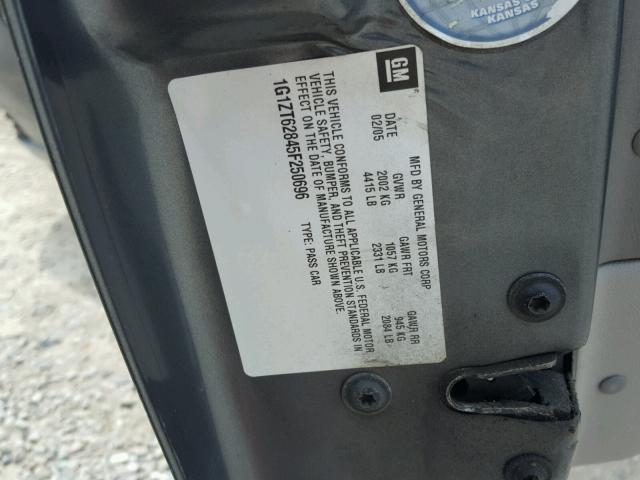 KANSAS
KANSAS
GM
MFD BY GENERAL MOTORS CORP
DATE GVWR GAWR FRT GAWR RR
02/05 2002 KG 1057 KG 945 KG
4415 LB 2331 LB 2084 LB
THIS VEHICLE CONFORMS TO ALL APPLICABLE U.S. FEDERAL MOTOR
VEHICLE SAFETY, BUMPER, AND THEFT PREVENTION STANDARDS IN
EFFECT ON THE DATE OF MANUFACTURE SHOWN ABOVE.
1G1ZT62845F250696 TYPE: PASS CAR